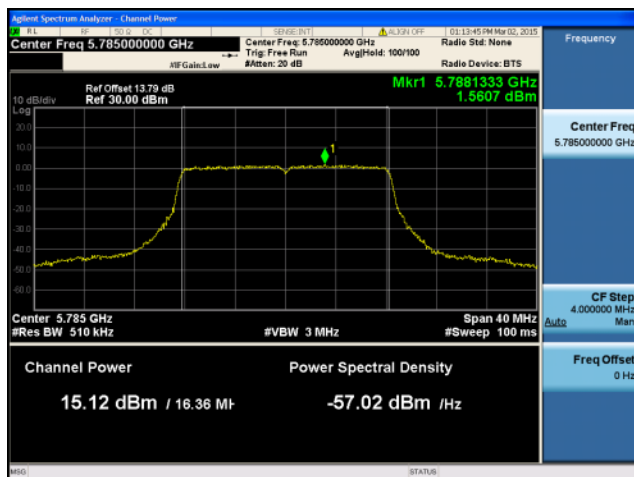 Agilent Spectrum Analyzer - Channel Power
RL RF 50 Ω DC SENSE:INT ALIGN OFF 01:13:45 PM Mar 02, 2015
Center Freq 5.785000000 GHz Center Freq: 5.785000000 GHz Radio Std: None
Trig: Free Run Avg|Hold: 100/100
#IFGain:Low #Atten: 20 dB Radio Device: BTS
Frequency
Ref Offset 13.79 dB Mkr1 5.7881333 GHz
10 dB/div Ref 30.00 dBm 1.5607 dBm
Log
20.0
10.0 1
0.00
-10.0
-20.0
-30.0
-40.0
-50.0
-60.0
Center 5.785 GHz Span 40 MHz
#Res BW 510 kHz #VBW 3 MHz #Sweep 100 ms
Channel Power Power Spectral Density
15.12 dBm / 16.36 MH -57.02 dBm /Hz
Center Freq
5.785000000 GHz
CF Step
4.000000 MHz
Auto Man
Freq Offset
0 Hz
MSG STATUS